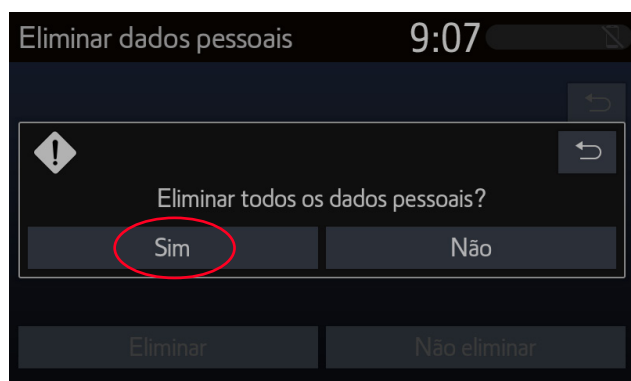 Eliminar dados pessoais 9:07
Eliminar todos os dados pessoais?
Sim Não
Eliminar Não eliminar